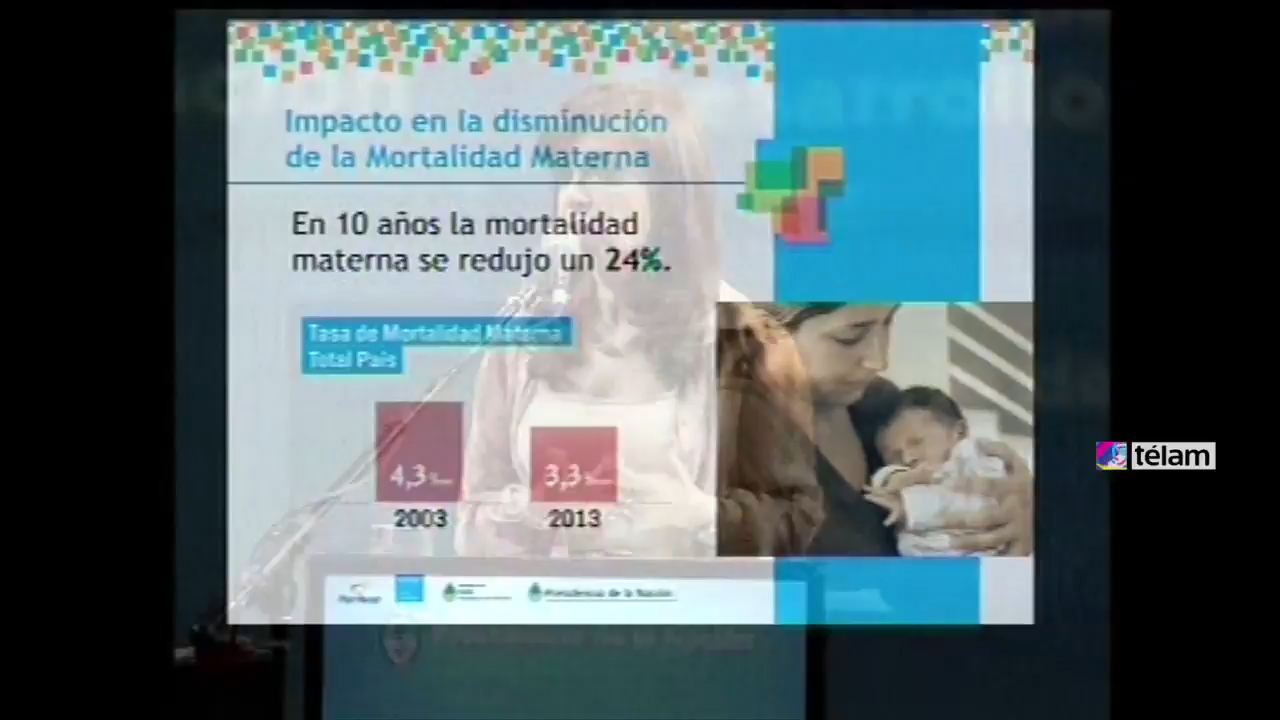 Impacto en la disminución
de la Mortalidad Materna
En 10 años la mortalidad
materna se redujo un 24%.
Tasa de Mortalidad Materna
Total País
4,3
3,3
2003
2013
Presidencia de la Nación
télam